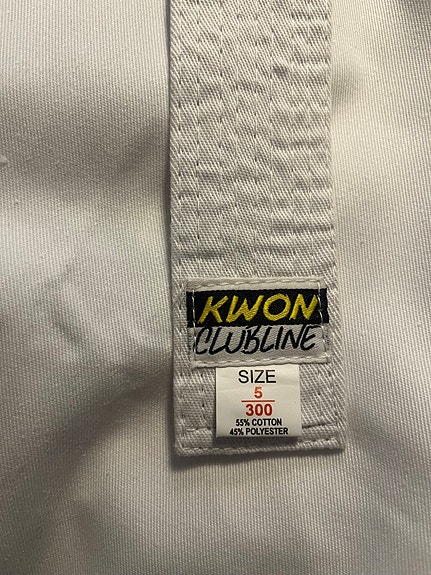 KWON
CLUBLINE
SIZE
5
300
55% COTTON
45% POLYESTER